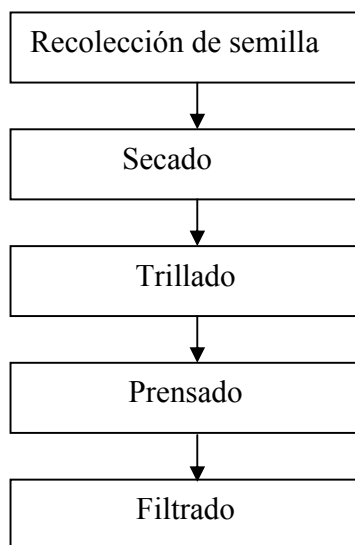 Recolección de semilla
Secado
Trillado
Prensado
Filtrado